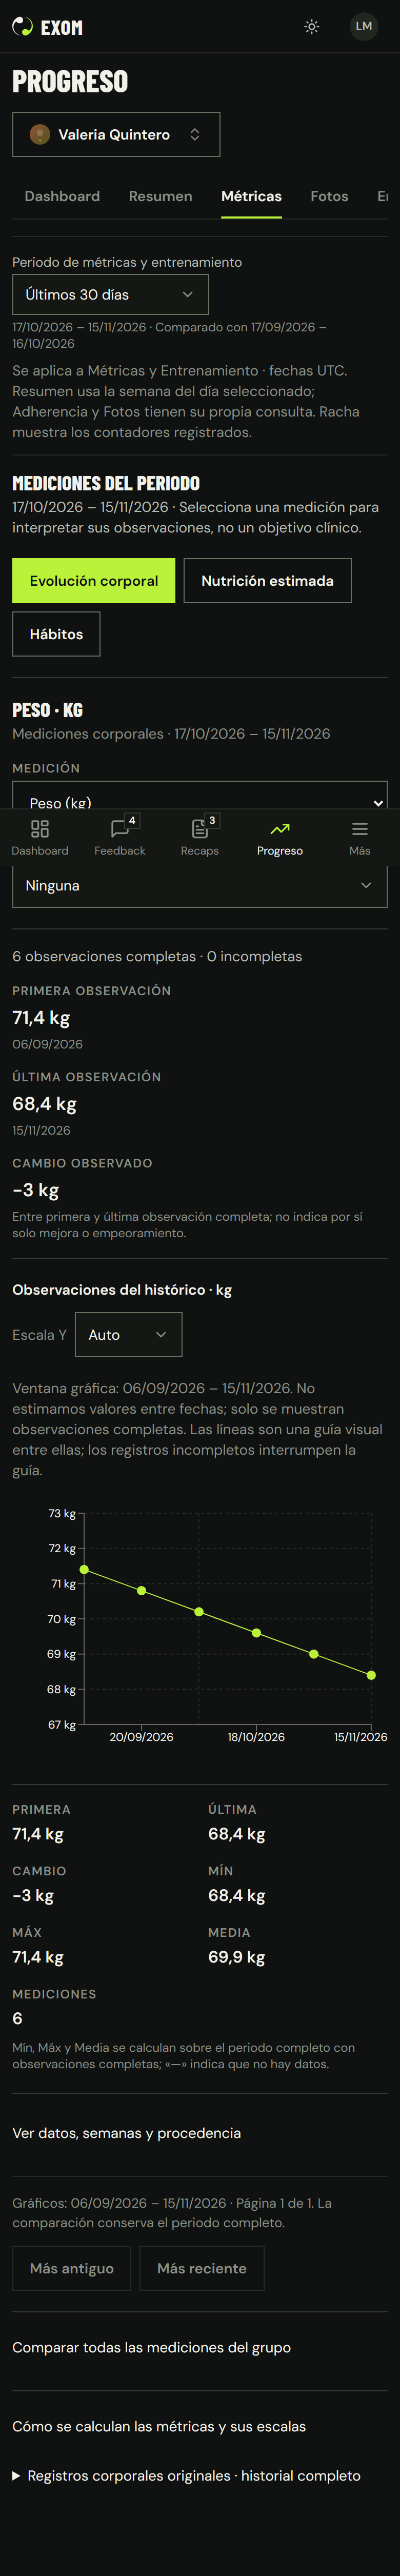 EXOM
LM
PROGRESO
Valeria Quintero
Dashboard Resumen Métricas Fotos
Periodo de métricas y entrenamiento
Últimos 30 días
17/10/2026 – 15/11/2026 · Comparado con 17/09/2026 –
16/10/2026
Se aplica a Métricas y Entrenamiento · fechas UTC.
Resumen usa la semana del día seleccionado;
Adherencia y Fotos tienen su propia consulta. Racha
muestra los contadores registrados.
MEDICIONES DEL PERIODO
17/10/2026 – 15/11/2026 · Selecciona una medición para
interpretar sus observaciones, no un objetivo clínico.
Evolución corporal Nutrición estimada
Hábitos
PESO · KG
Mediciones corporales · 17/10/2026 – 15/11/2026
MEDICIÓN
Peso (kg)
4 3
Dashboard Feedback Recaps Progreso Más
Ninguna
6 observaciones completas · 0 incompletas
PRIMERA OBSERVACIÓN
71,4 kg
06/09/2026
ÚLTIMA OBSERVACIÓN
68,4 kg
15/11/2026
CAMBIO OBSERVADO
-3 kg
Entre primera y última observación completa; no indica por sí
solo mejora o empeoramiento.
Observaciones del histórico · kg
Escala Y Auto
Ventana gráfica: 06/09/2026 – 15/11/2026. No
estimamos valores entre fechas; solo se muestran
observaciones completas. Las líneas son una guía visual
entre ellas; los registros incompletos interrumpen la
guía.
73 kg
72 kg
71 kg
70 kg
69 kg
68 kg
67 kg
20/09/2026 18/10/2026 15/11/2026
PRIMERA ÚLTIMA
71,4 kg 68,4 kg
CAMBIO MÍN
-3 kg 68,4 kg
MÁX MEDIA
71,4 kg 69,9 kg
MEDICIONES
6
Mín, Máx y Media se calculan sobre el periodo completo con
observaciones completas; «—» indica que no hay datos.
Ver datos, semanas y procedencia
Gráficos: 06/09/2026 – 15/11/2026 · Página 1 de 1. La
comparación conserva el periodo completo.
Más antiguo Más reciente
Comparar todas las mediciones del grupo
Cómo se calculan las métricas y sus escalas
Registros corporales originales · historial completo